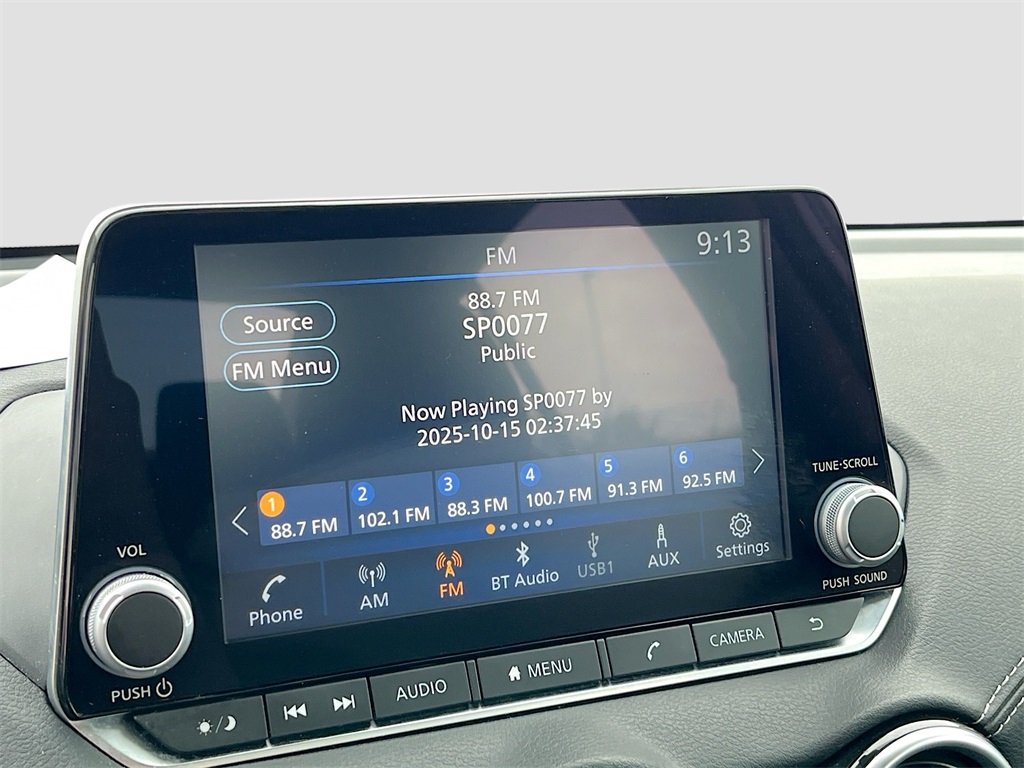 FM
9:13
Source
FM Menu
88.7 FM
SP0077
Public
Now Playing SP0077 by
2025-10-15 02:37:45
1
88.7 FM
2
102.1 FM
3
88.3 FM
4
100.7 FM
5
91.3 FM
6
92.5 FM
Phone
AM
FM
BT Audio
USB1
AUX
Settings
VOL
PUSH
TUNE·SCROLL
PUSH SOUND
AUDIO
MENU
CAMERA